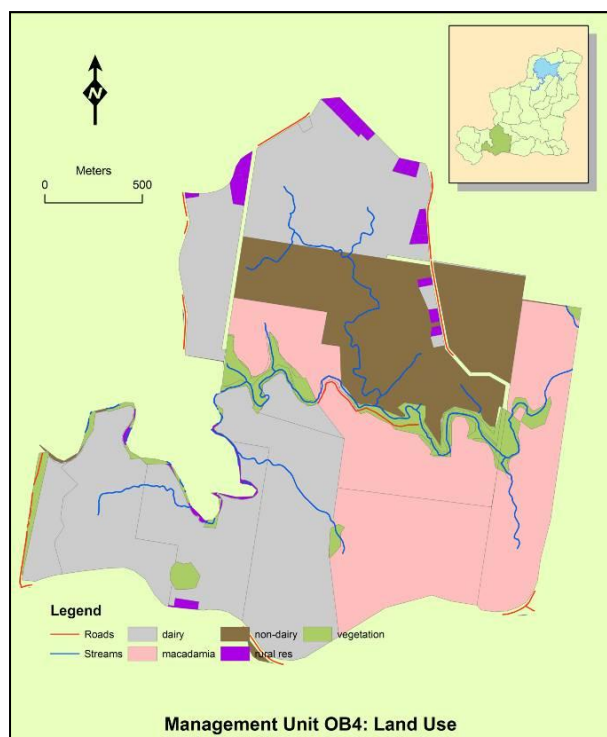 N
Meters
0 500
Legend
Roads dairy non-dairy vegetation
Streams macadamia rural res
Management Unit OB4: Land Use